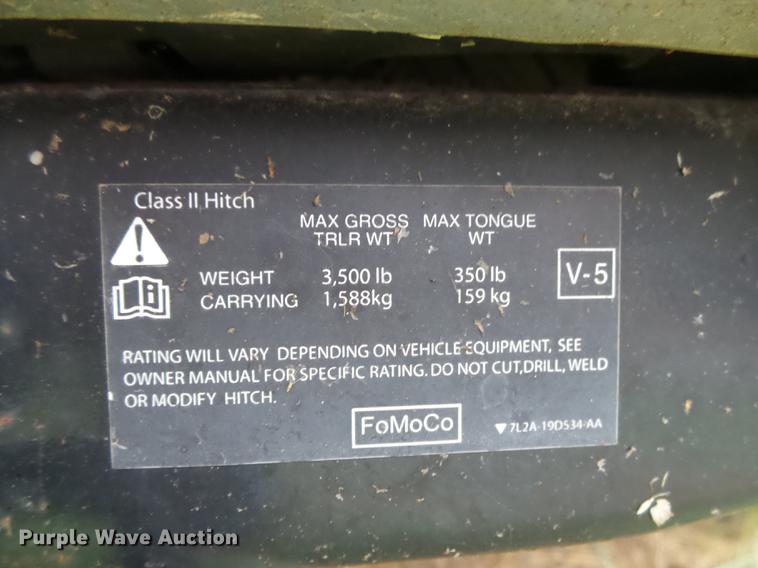 Class II Hitch
MAX GROSS MAX TONGUE
TRLR WT WT
WEIGHT 3,500 lb 350 lb
CARRYING 1,588kg 159 kg
V-5
RATING WILL VARY DEPENDING ON VEHICLE EQUIPMENT, SEE
OWNER MANUAL FOR SPECIFIC RATING. DO NOT CUT,DRILL, WELD
OR MODIFY HITCH.
FoMoCo
7L2A-19D534-AA
Purple Wave Auction